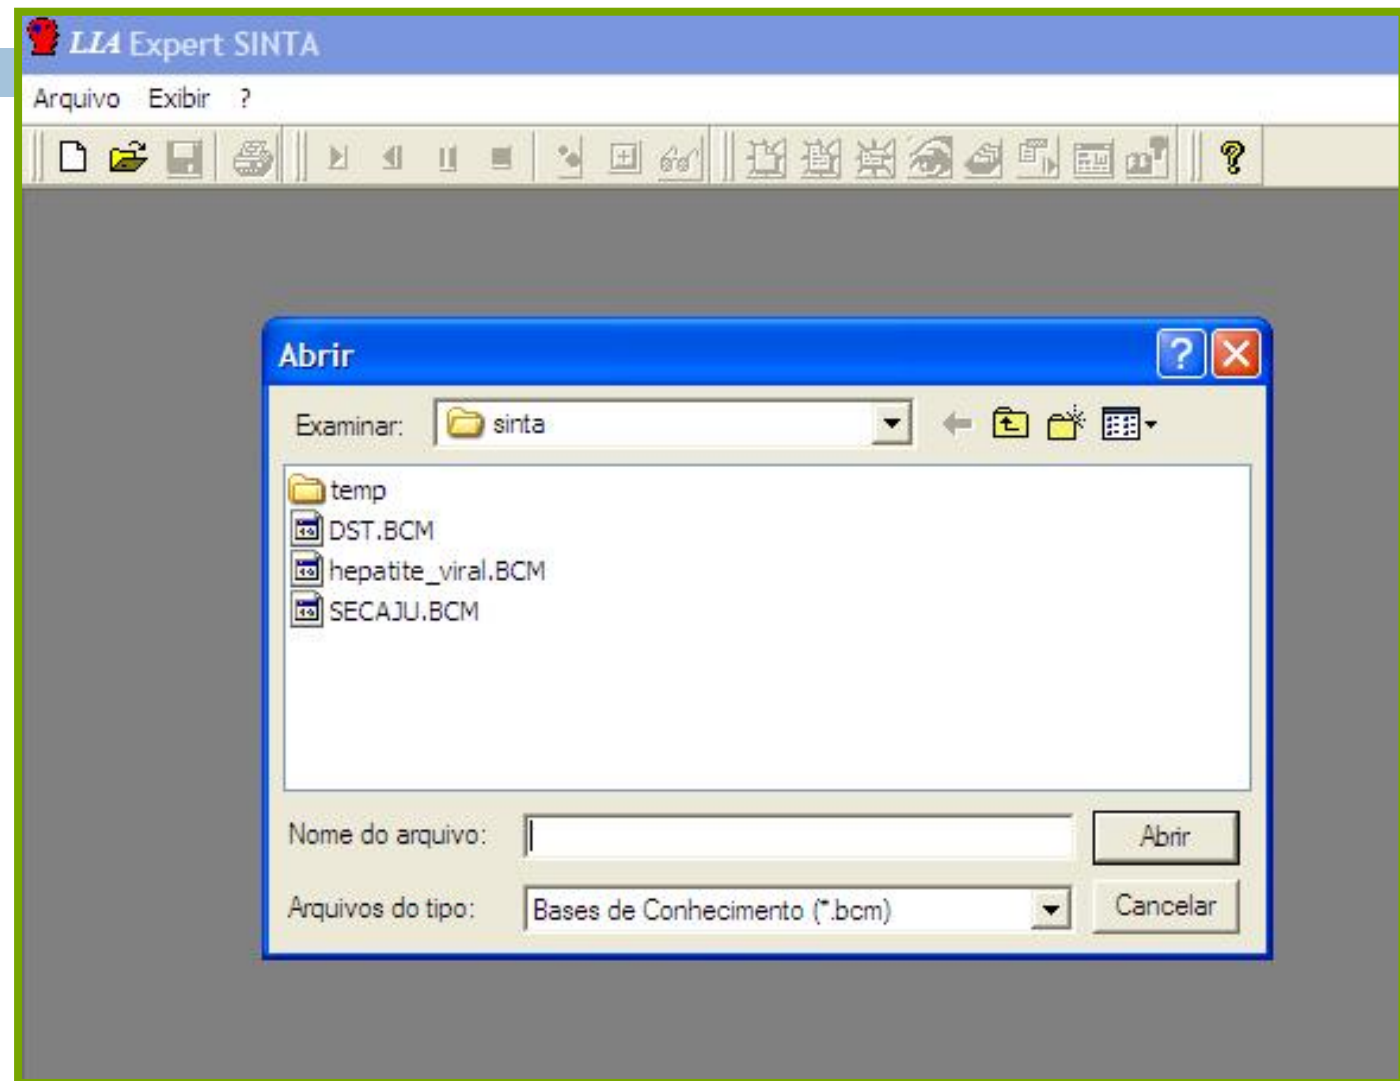 LIA Expert SINTA
Arquivo Exibir ?
Abrir
Examinar: sinta
temp
DST.BCM
hepatite_viral.BCM
SECAJU.BCM
Nome do arquivo: Abrir
Arquivos do tipo: Bases de Conhecimento (*.bcm) Cancelar